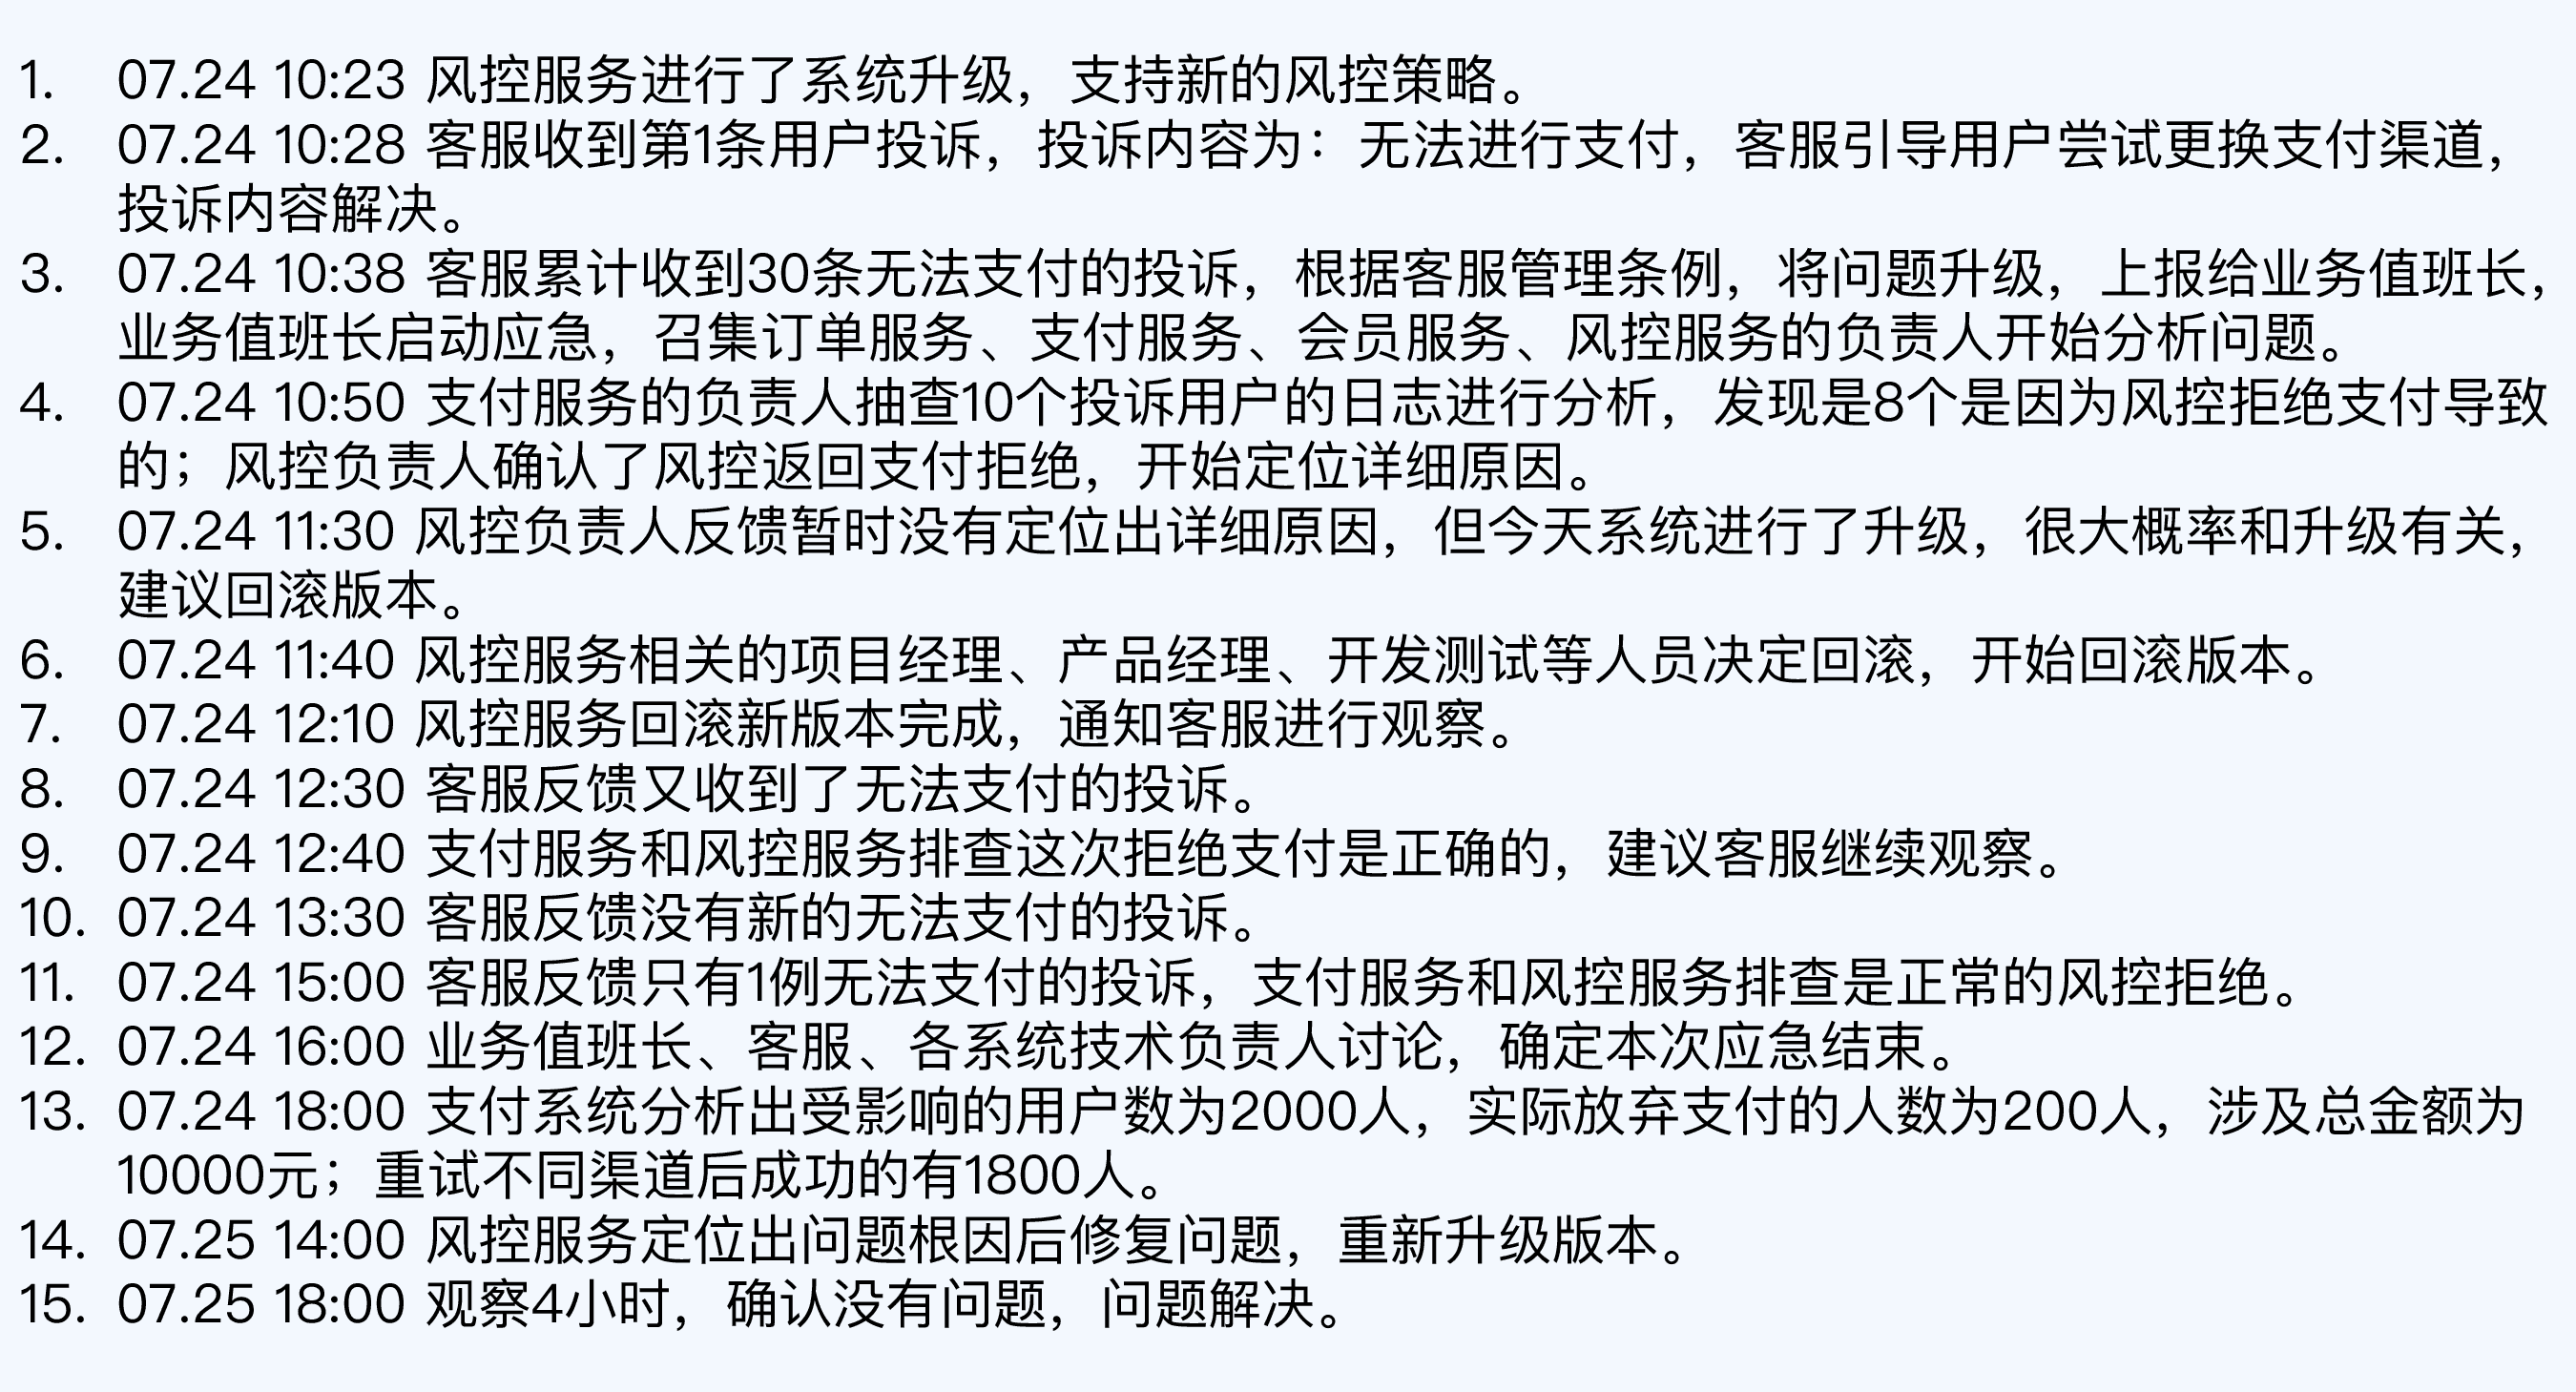 1. 07.24 10:23 风控服务进行了系统升级，支持新的风控策略。
2. 07.24 10:28 客服收到第1条用户投诉，投诉内容为：无法进行支付，客服引导用户尝试更换支付渠道，
投诉内容解决。
3. 07.24 10:38 客服累计收到30条无法支付的投诉，根据客服管理条例，将问题升级，上报给业务值班长，
业务值班长启动应急，召集订单服务、支付服务、会员服务、风控服务的负责人开始分析问题。
4. 07.24 10:50 支付服务的负责人抽查10个投诉用户的日志进行分析，发现是8个是因为风控拒绝支付导致
的；风控负责人确认了风控返回支付拒绝，开始定位详细原因。
5. 07.24 11:30 风控负责人反馈暂时没有定位出详细原因，但今天系统进行了升级，很大概率和升级有关，
建议回滚版本。
6. 07.24 11:40 风控服务相关的项目经理、产品经理、开发测试等人员决定回滚，开始回滚版本。
7. 07.24 12:10 风控服务回滚新版本完成，通知客服进行观察。
8. 07.24 12:30 客服反馈又收到了无法支付的投诉。
9. 07.24 12:40 支付服务和风控服务排查这次拒绝支付是正确的，建议客服继续观察。
10. 07.24 13:30 客服反馈没有新的无法支付的投诉。
11. 07.24 15:00 客服反馈只有1例无法支付的投诉，支付服务和风控服务排查是正常的风控拒绝。
12. 07.24 16:00 业务值班长、客服、各系统技术负责人讨论，确定本次应急结束。
13. 07.24 18:00 支付系统分析出受影响的用户数为2000人，实际放弃支付的人数为200人，涉及总金额为
10000元；重试不同渠道后成功的有1800人。
14. 07.25 14:00 风控服务定位出问题根因后修复问题，重新升级版本。
15. 07.25 18:00 观察4小时，确认没有问题，问题解决。